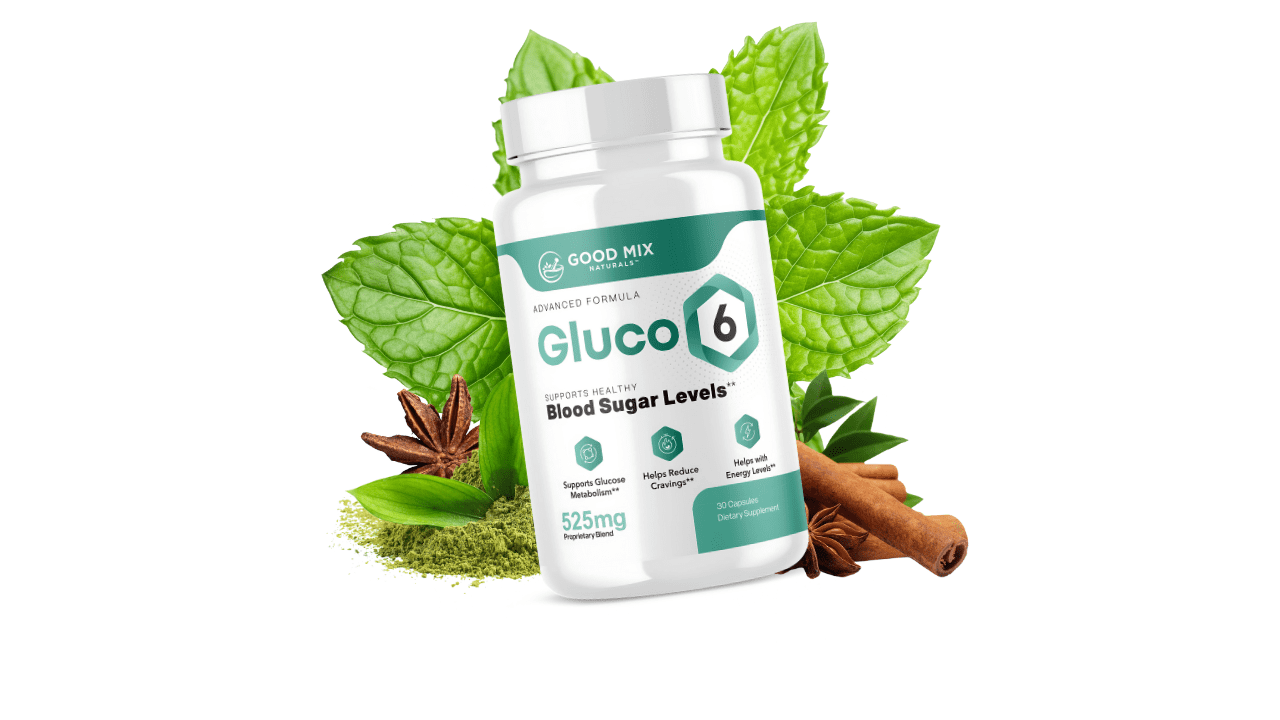 GOOD MIX
NATURALS™
ADVANCED FORMULA
Gluco 6
SUPPORTS HEALTHY
Blood Sugar Levels**
Supports Glucose
Metabolism**
Helps Reduce
Cravings**
Helps with
Energy Levels**
525mg
Proprietary Blend
30 Capsules
Dietary Supplement